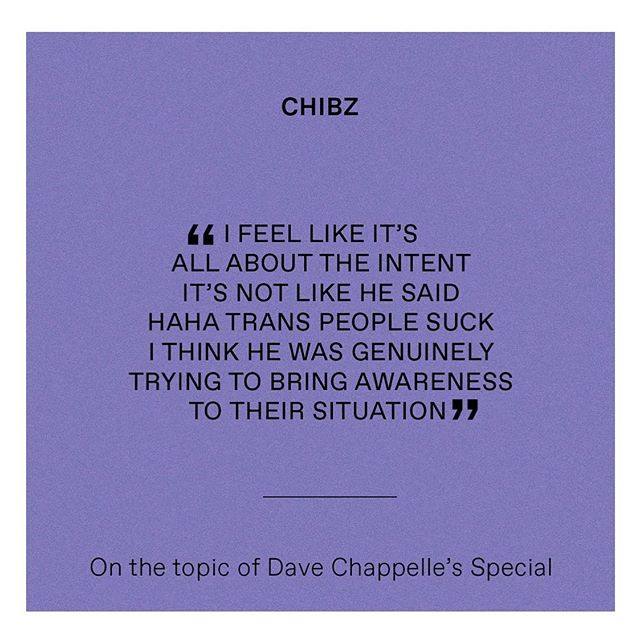 CHIBZ
❝ I FEEL LIKE IT'S
ALL ABOUT THE INTENT
IT'S NOT LIKE HE SAID
HAHA TRANS PEOPLE SUCK
I THINK HE WAS GENUINELY
TRYING TO BRING AWARENESS
TO THEIR SITUATION ❞
On the topic of Dave Chappelle's Special